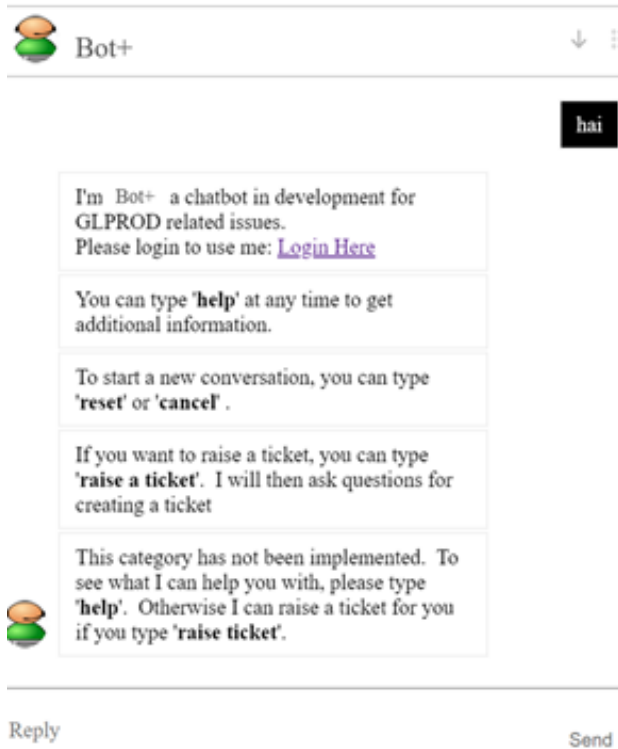 Bot+
hai
I'm Bot+ a chatbot in development for
GLPROD related issues.
Please login to use me: Login Here
You can type 'help' at any time to get
additional information.
To start a new conversation, you can type
'reset' or 'cancel' .
If you want to raise a ticket, you can type
'raise a ticket'. I will then ask questions for
creating a ticket
This category has not been implemented. To
see what I can help you with, please type
'help'. Otherwise I can raise a ticket for you
if you type 'raise ticket'.
Reply
Send